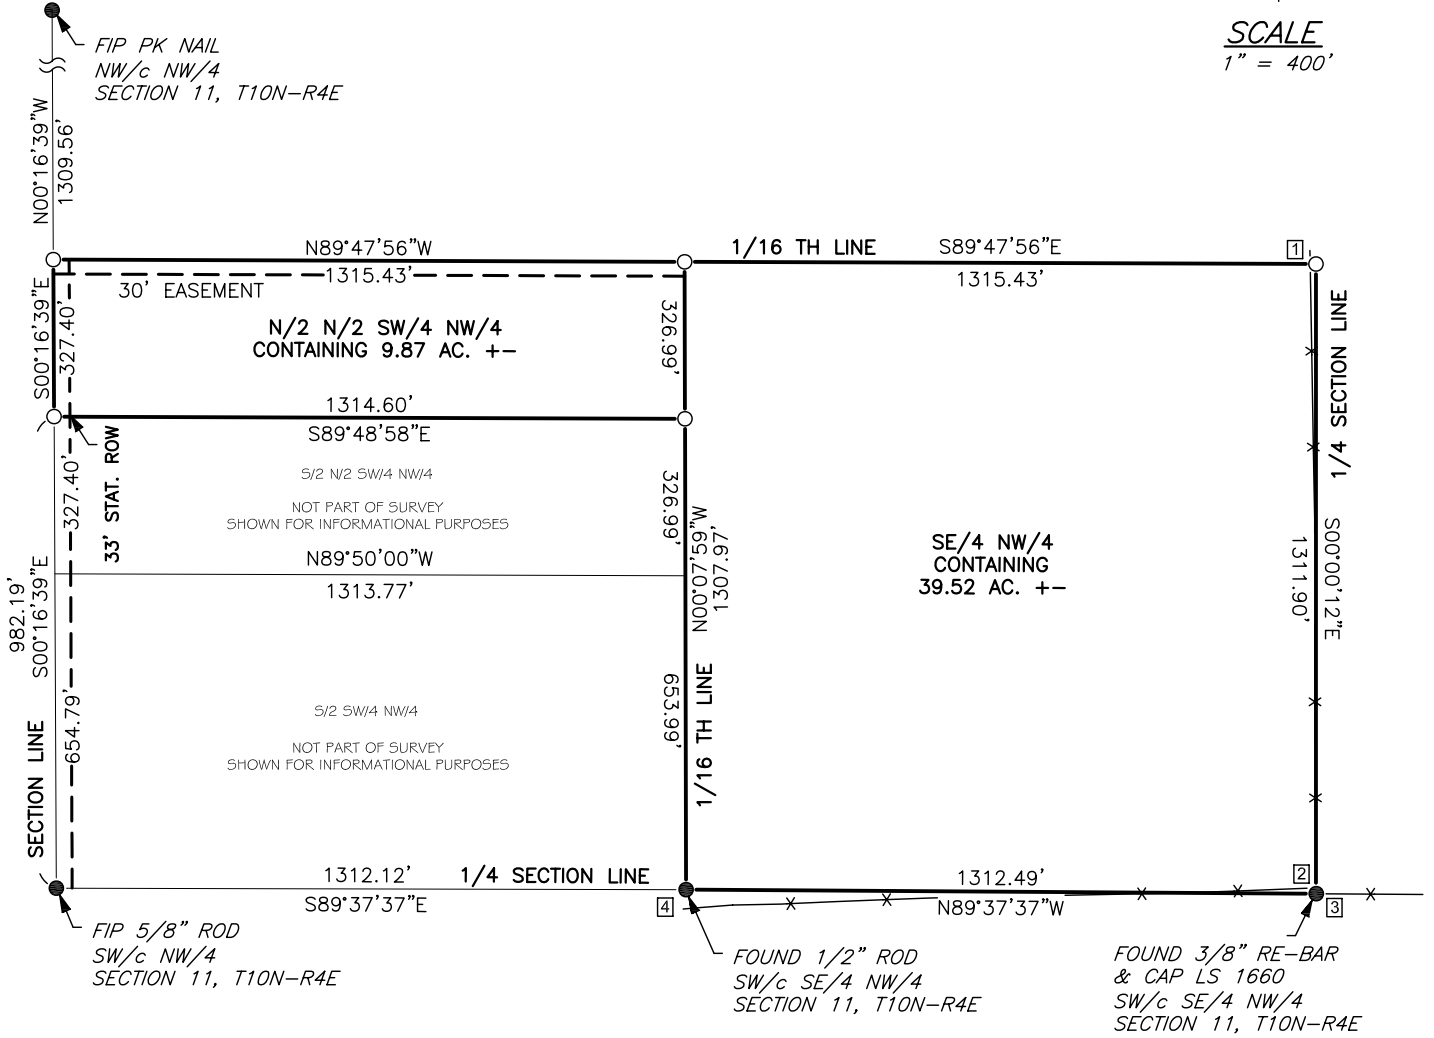 SCALE
1" = 400'
FIP PK NAIL
NW/c NW/4
SECTION 11, T10N-R4E
N00°16'39"W
1309.56'
N89°47'56"W
1315.43'
30' EASEMENT
1/16 TH LINE
S89°47'56"E
1315.43'
1
S00°16'39"E
327.40'
N/2 N/2 SW/4 NW/4
CONTAINING 9.87 AC. +-
326.99'
1/4 SECTION LINE
1314.60'
S89°48'58"E
33' STAT. ROW
327.40'
S/2 N/2 SW/4 NW/4
NOT PART OF SURVEY
SHOWN FOR INFORMATIONAL PURPOSES
326.99'
N00°07'59"W
1307.97'
SE/4 NW/4
CONTAINING
39.52 AC. +-
S00°00'12"E
1311.90'
N89°50'00"W
1313.77'
982.19'
S00°16'39"E
654.79'
S/2 SW/4 NW/4
NOT PART OF SURVEY
SHOWN FOR INFORMATIONAL PURPOSES
653.99'
1/16 TH LINE
SECTION LINE
1312.12'
1/4 SECTION LINE
S89°37'37"E
1312.49'
N89°37'37"W
2
3
4
FIP 5/8" ROD
SW/c NW/4
SECTION 11, T10N-R4E
FOUND 1/2" ROD
SW/c SE/4 NW/4
SECTION 11, T10N-R4E
FOUND 3/8" RE-BAR
& CAP LS 1660
SW/c SE/4 NW/4
SECTION 11, T10N-R4E